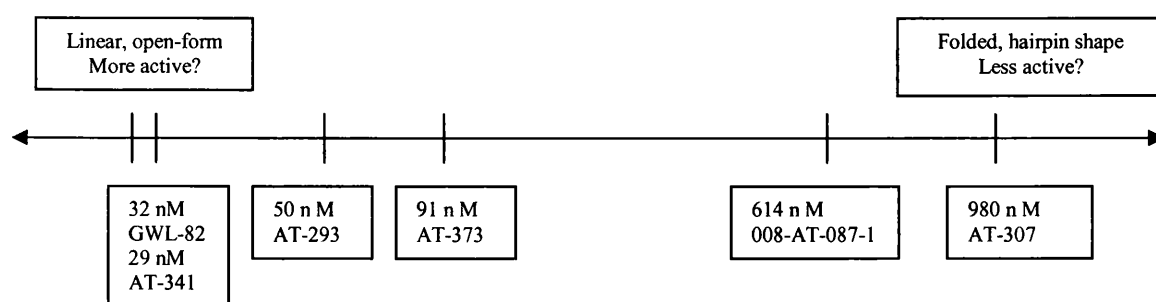 Linear, open-form
More active?
Folded, hairpin shape
Less active?
32 nM
GWL-82
29 nM
AT-341
50 n M
AT-293
91 n M
AT-373
614 n M
008-AT-087-1
980 n M
AT-307